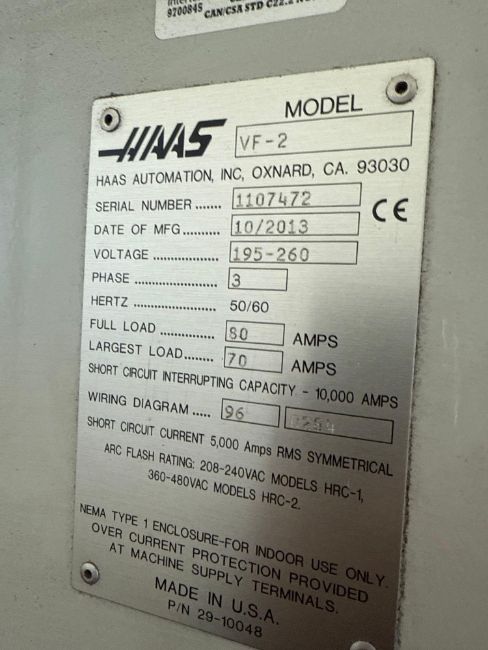 9700845
CAN/CSA STD C22.2
HAAS
MODEL
VF-2
HAAS AUTOMATION, INC, OXNARD, CA. 93030
SERIAL NUMBER ....... 1107472
CE
DATE OF MFG.......... 10/2013
VOLTAGE ................. 195-260
PHASE ...................... 3
HERTZ ..................... 50/60
FULL LOAD .............. 80 AMPS
LARGEST LOAD....... 70 AMPS
SHORT CIRCUIT INTERRUPTING CAPACITY - 10,000 AMPS
WIRING DIAGRAM ..... 96
SHORT CIRCUIT CURRENT 5,000 Amps RMS SYMMETRICAL
ARC FLASH RATING: 208-240VAC MODELS HRC-1,
360-480VAC MODELS HRC-2.
NEMA TYPE 1 ENCLOSURE-FOR INDOOR USE ONLY.
OVER CURRENT PROTECTION PROVIDED
AT MACHINE SUPPLY TERMINALS.
MADE IN U.S.A.
P/N 29-10048